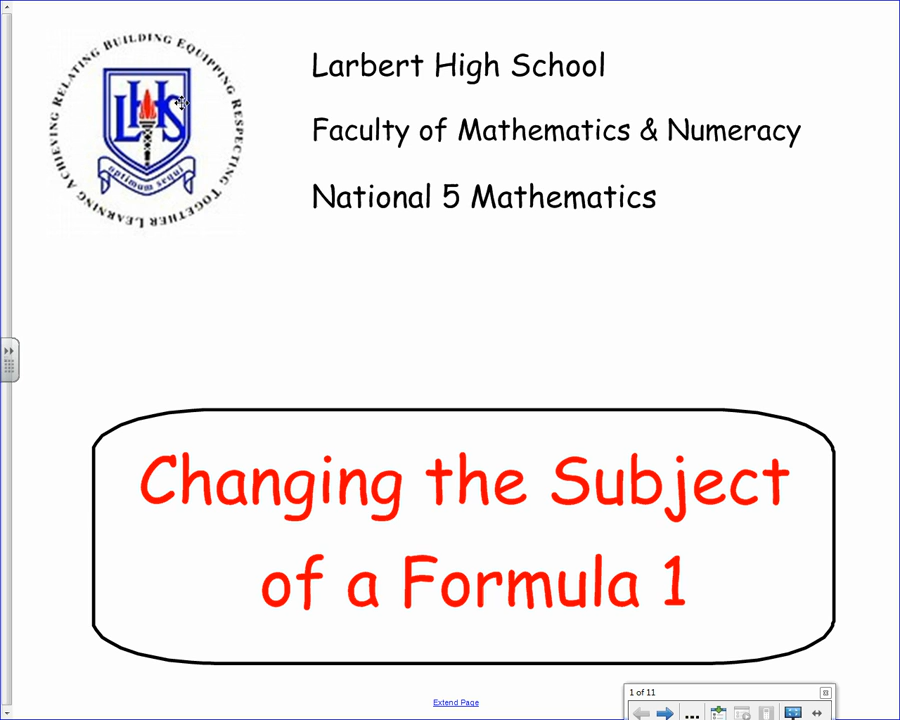 Achieving Relating Building Equipping Respecting Together Learning
LHS
optimum sequi
Larbert High School
Faculty of Mathematics & Numeracy
National 5 Mathematics
Changing the Subject
of a Formula 1
Extend Page
1 of 11
...